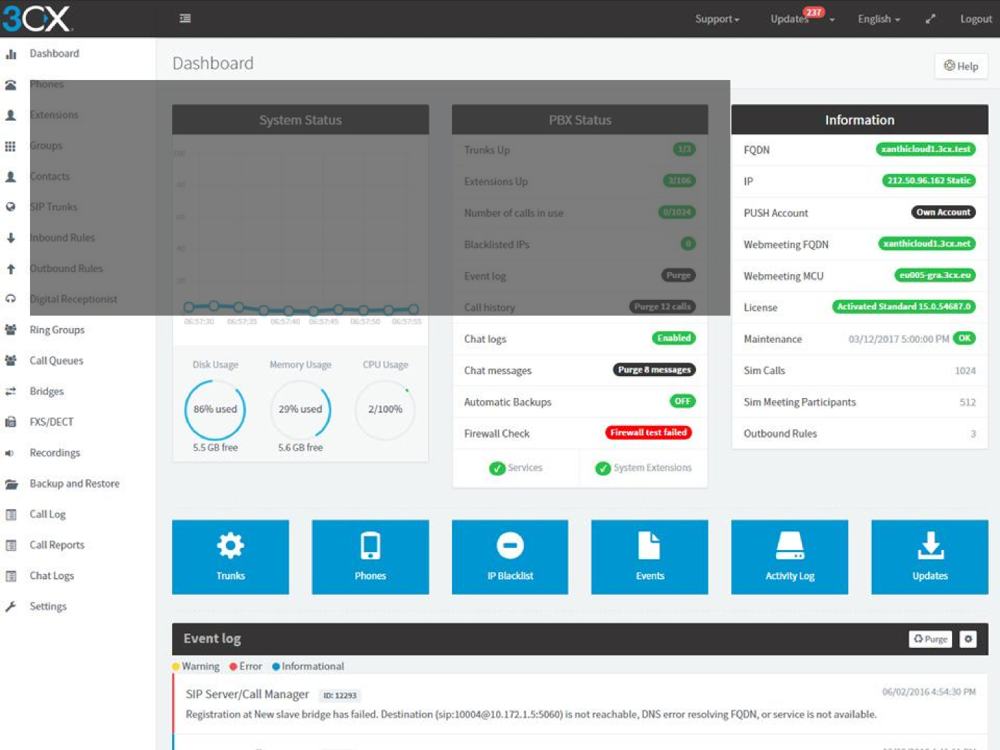 3CX
Support
Updates 237
English
Logout
Dashboard
Phones
Extensions
Groups
Contacts
SIP Trunks
Inbound Rules
Outbound Rules
Digital Receptionist
Ring Groups
Call Queues
Bridges
FXS/DECT
Recordings
Backup and Restore
Call Log
Call Reports
Chat Logs
Settings
Dashboard
Help
System Status
100
80
60
40
20
06:57:30 06:57:35 06:57:40 06:57:45 06:57:50 06:57:55
Disk Usage Memory Usage CPU Usage
86% used 29% used 2/100%
5.5 GB free 5.6 GB free
PBX Status
Trunks Up 1/3
Extensions Up 3/106
Number of calls in use 0/1024
Blacklisted IPs 0
Event log Purge
Call history Purge 12 calls
Chat logs Enabled
Chat messages Purge 8 messages
Automatic Backups OFF
Firewall Check Firewall test failed
Services System Extensions
Information
FQDN xanthicloud1.3cx.test
IP 212.50.96.162 Static
PUSH Account Own Account
Webmeeting FQDN xanthicloud1.3cx.net
Webmeeting MCU eu005-gra.3cx.eu
License Activated Standard 15.0.54687.0
Maintenance 03/12/2017 5:00:00 PM OK
Sim Calls 1024
Sim Meeting Participants 512
Outbound Rules 3
Trunks Phones IP Blacklist Events Activity Log Updates
Event log Purge
Warning Error Informational
SIP Server/Call Manager ID: 12293 06/02/2016 4:54:30 PM
Registration at New slave bridge has failed. Destination (sip:10004@10.172.1.5:5060) is not reachable, DNS error resolving FQDN, or service is not available.